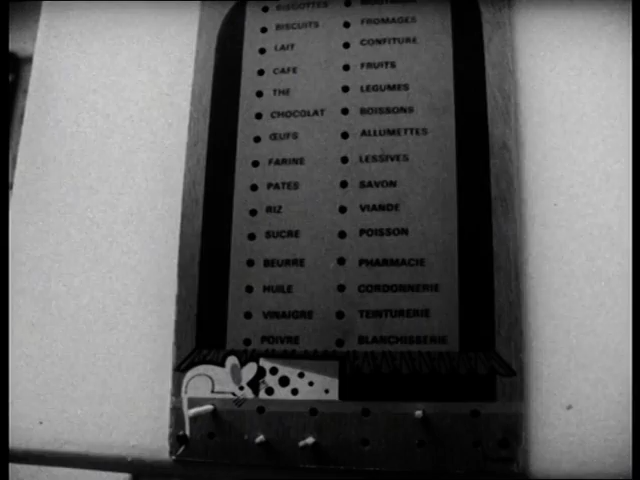 BISCOTTES
BISCUITS FROMAGES
LAIT CONFITURE
CAFE FRUITS
THE LEGUMES
CHOCOLAT BOISSONS
ŒUFS ALLUMETTES
FARINE LESSIVES
PATES SAVON
RIZ VIANDE
SUCRE POISSON
BEURRE PHARMACIE
HUILE CORDONNERIE
VINAIGRE TEINTURERIE
POIVRE BLANCHISSERIE